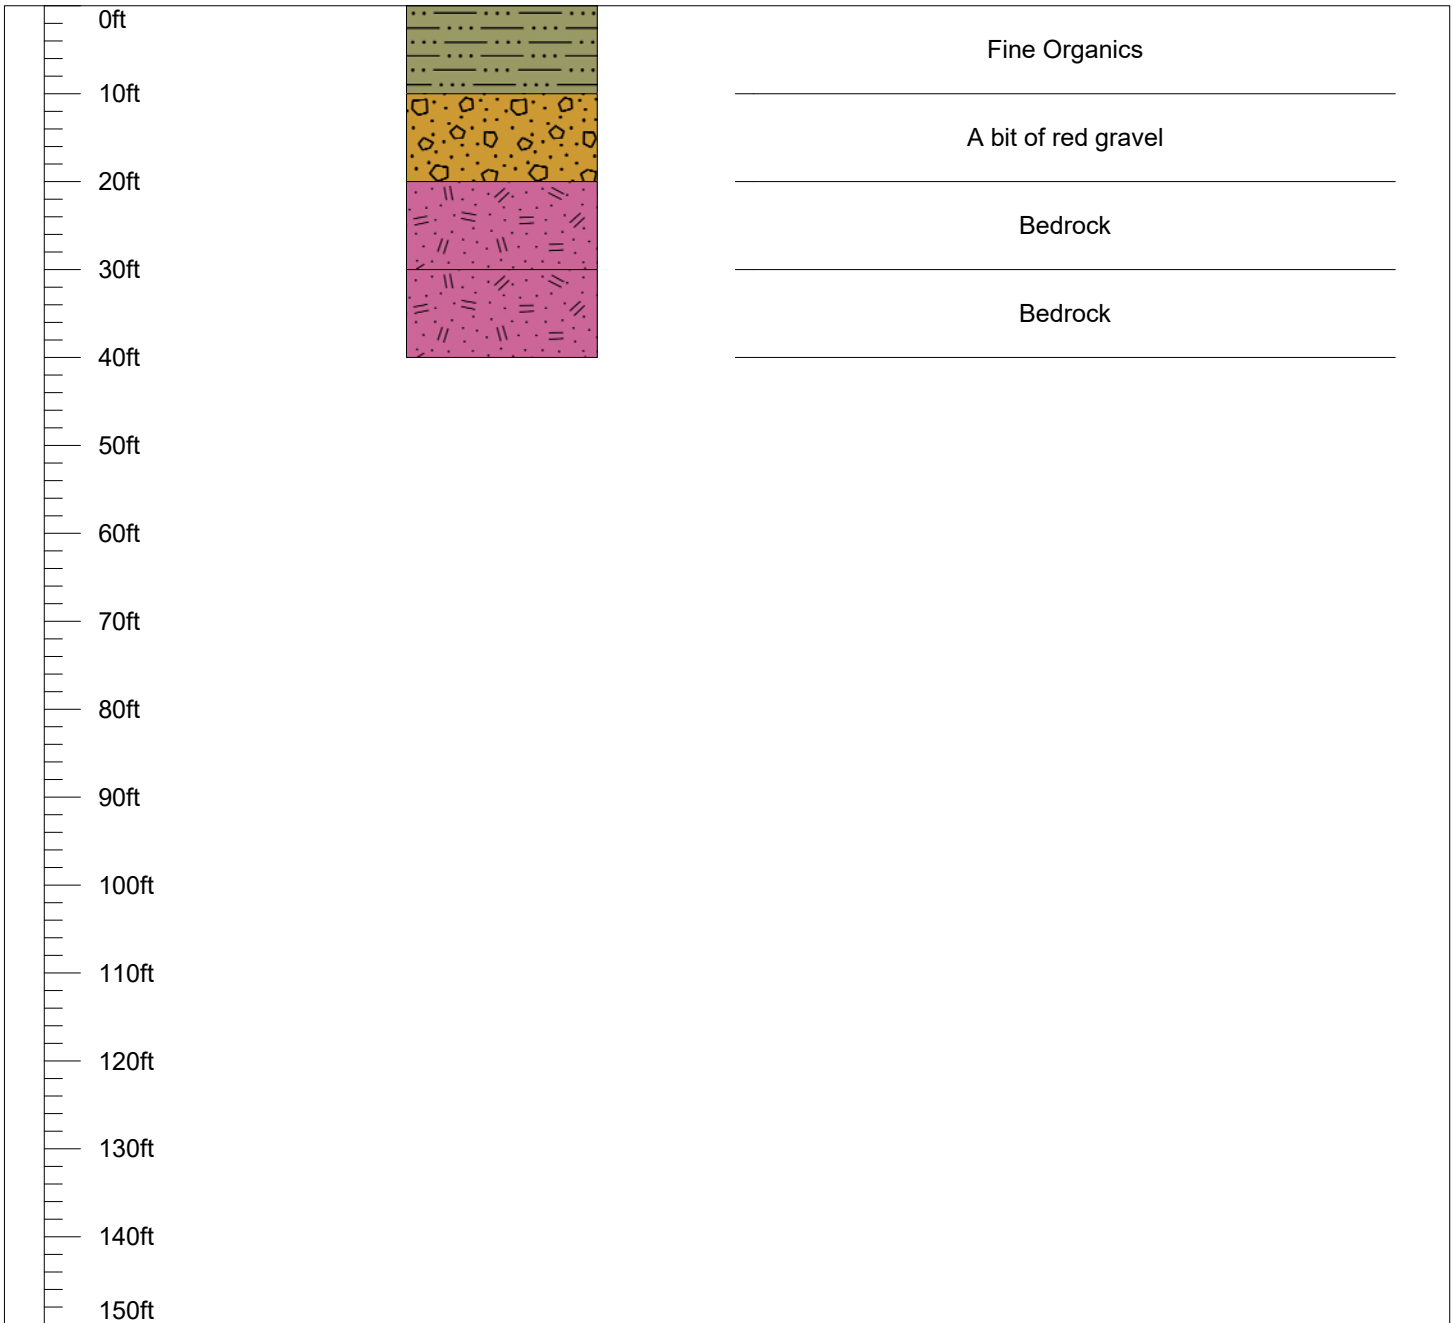 0ft
Fine Organics
10ft
A bit of red gravel
20ft
Bedrock
30ft
Bedrock
40ft
50ft
60ft
70ft
80ft
90ft
100ft
110ft
120ft
130ft
140ft
150ft